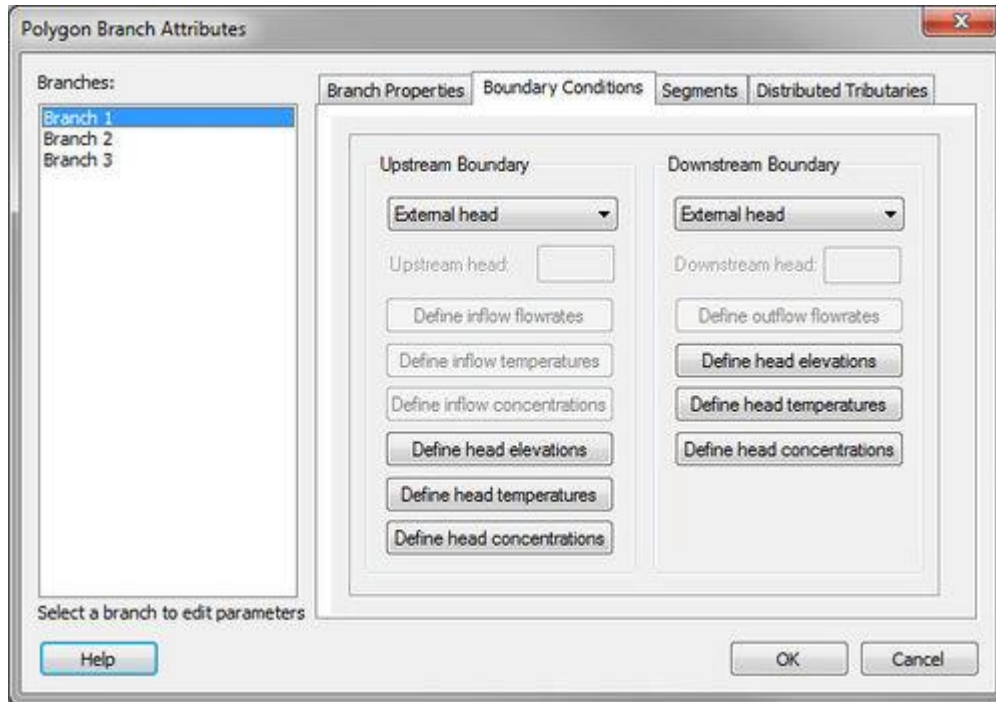 Polygon Branch Attributes
Branches:
Branch 1
Branch 2
Branch 3
Select a branch to edit parameters
Branch Properties
Boundary Conditions
Segments
Distributed Tributaries
Upstream Boundary
External head
Upstream head:
Define inflow flowrates
Define inflow temperatures
Define inflow concentrations
Define head elevations
Define head temperatures
Define head concentrations
Downstream Boundary
External head
Downstream head:
Define outflow flowrates
Define head elevations
Define head temperatures
Define head concentrations
Help
OK
Cancel